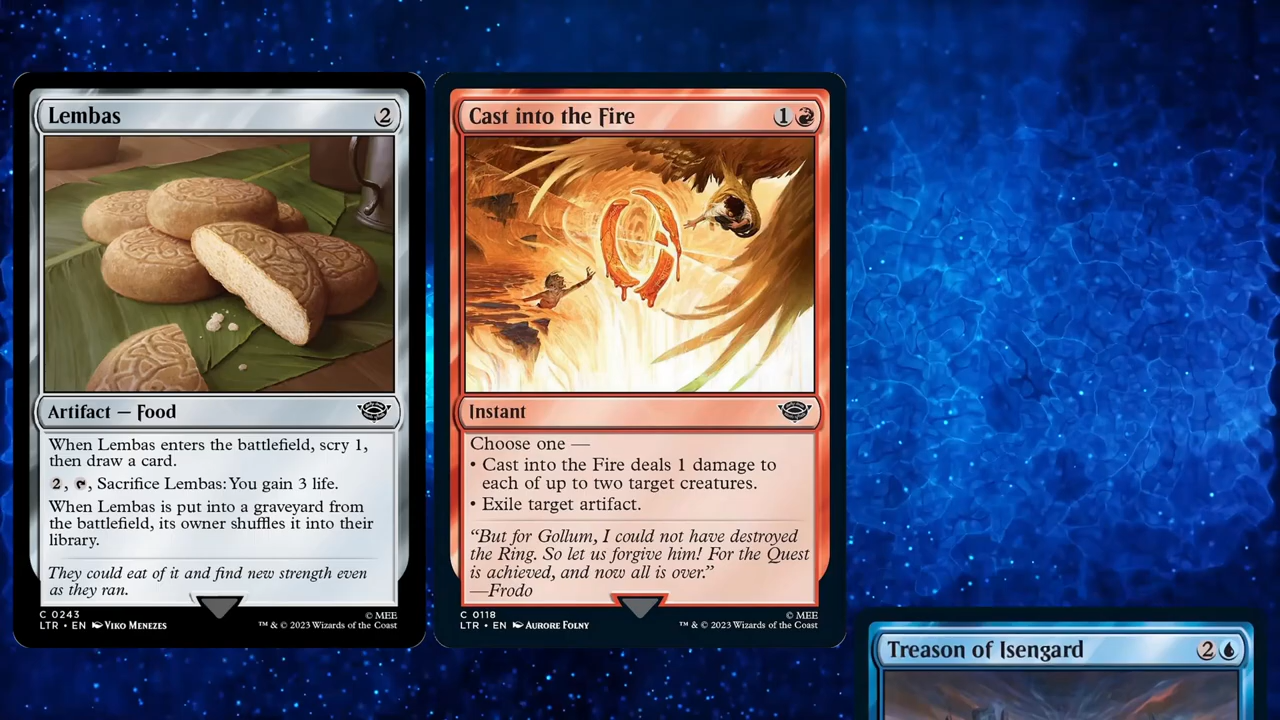 Lembas 2
Artifact — Food
When Lembas enters the battlefield, scry 1,
then draw a card.
2, , Sacrifice Lembas: You gain 3 life.
When Lembas is put into a graveyard from
the battlefield, its owner shuffles it into their
library.
They could eat of it and find new strength even
as they ran.
C 0243 © MEE
LTR • EN Viko Menezes ™ & © 2023 Wizards of the Coast
Cast into the Fire 1
Instant
Choose one —
• Cast into the Fire deals 1 damage to
each of up to two target creatures.
• Exile target artifact.
“But for Gollum, I could not have destroyed
the Ring. So let us forgive him! For the Quest
is achieved, and now all is over.”
—Frodo
C 0118 © MEE
LTR • EN Aurore Folny ™ & © 2023 Wizards of the Coast
Treason of Isengard 2